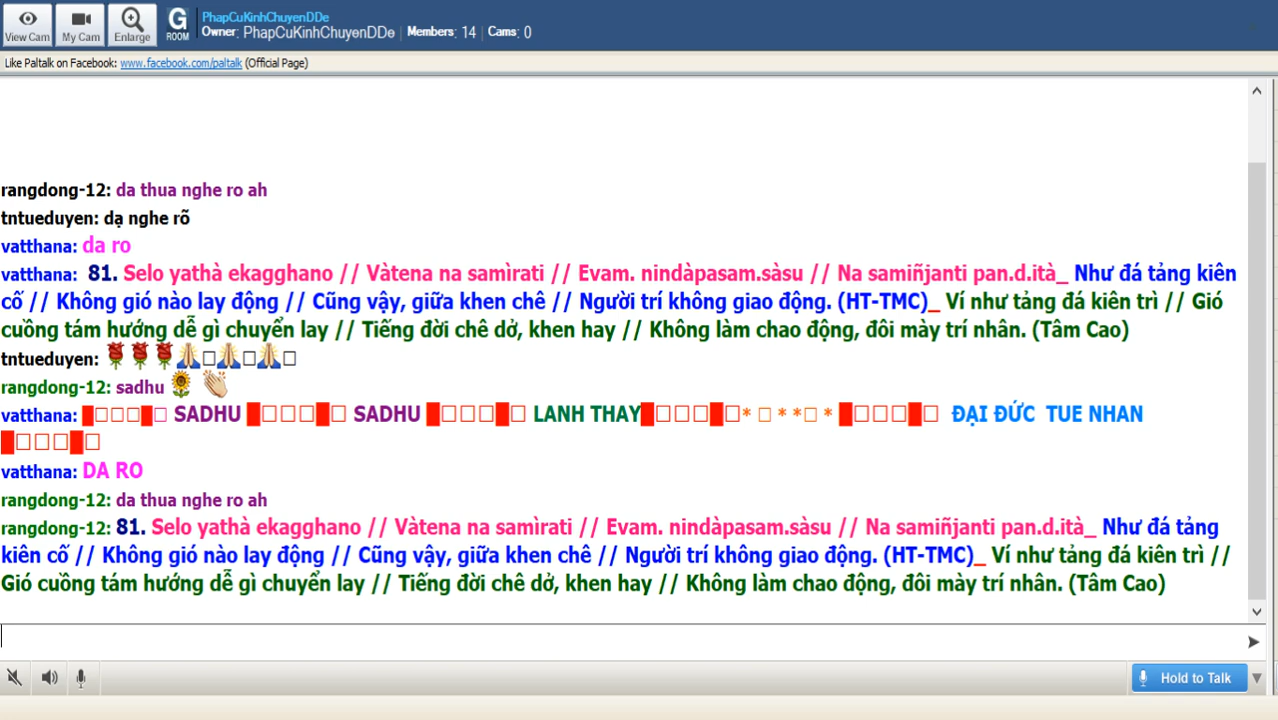 View Cam
My Cam
Enlarge
G
ROOM
PhapCuKinhChuyenDDe
Owner: PhapCuKinhChuyenDDe Members: 14 Cams: 0
Like Paltalk on Facebook: www.facebook.com/paltalk (Official Page)
rangdong-12: da thua nghe ro ah
tntueduyen: dạ nghe rõ
vatthana: da ro
vatthana: 81. Selo yathà ekagghano // Vàtena na samìrati // Evam. nindàpasam.sàsu // Na samiñjanti pan.d.ità_ Như đá tảng kiên
cố // Không gió nào lay động // Cũng vậy, giữa khen chê // Người trí không giao động. (HT-TMC)_ Ví như tảng đá kiên trì // Gió
cuồng tám hướng dễ gì chuyển lay // Tiếng đời chê dở, khen hay // Không làm chao động, đôi mày trí nhân. (Tâm Cao)
tntueduyen: 🌹🌹🌹🙏□🙏□🙏□
rangdong-12: sadhu 🌻 👏
vatthana: █□□□█□ SADHU █□□□█□ SADHU █□□□█□ LANH THAY█□□□█□* □ * *□ * █□□□█□ ĐẠI ĐỨC TUE NHAN
█□□□█□
vatthana: DA RO
rangdong-12: da thua nghe ro ah
rangdong-12: 81. Selo yathà ekagghano // Vàtena na samìrati // Evam. nindàpasam.sàsu // Na samiñjanti pan.d.ità_ Như đá tảng
kiên cố // Không gió nào lay động // Cũng vậy, giữa khen chê // Người trí không giao động. (HT-TMC)_ Ví như tảng đá kiên trì //
Gió cuồng tám hướng dễ gì chuyển lay // Tiếng đời chê dở, khen hay // Không làm chao động, đôi mày trí nhân. (Tâm Cao)
Hold to Talk